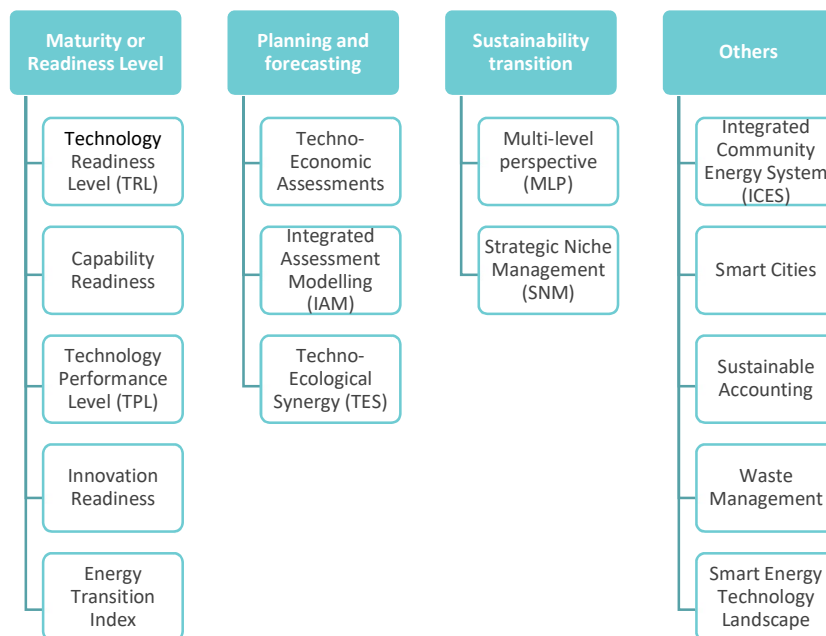 Maturity or
Readiness Level
Technology
Readiness
Level (TRL)
Capability
Readiness
Technology
Performance
Level (TPL)
Innovation
Readiness
Energy
Transition
Index
Planning and
forecasting
Techno-
Economic
Assessments
Integrated
Assessment
Modelling
(IAM)
Techno-
Ecological
Synergy (TES)
Sustainability
transition
Multi-level
perspective
(MLP)
Strategic Niche
Management
(SNM)
Others
Integrated
Community
Energy System
(ICES)
Smart Cities
Sustainable
Accounting
Waste
Management
Smart Energy
Technology
Landscape